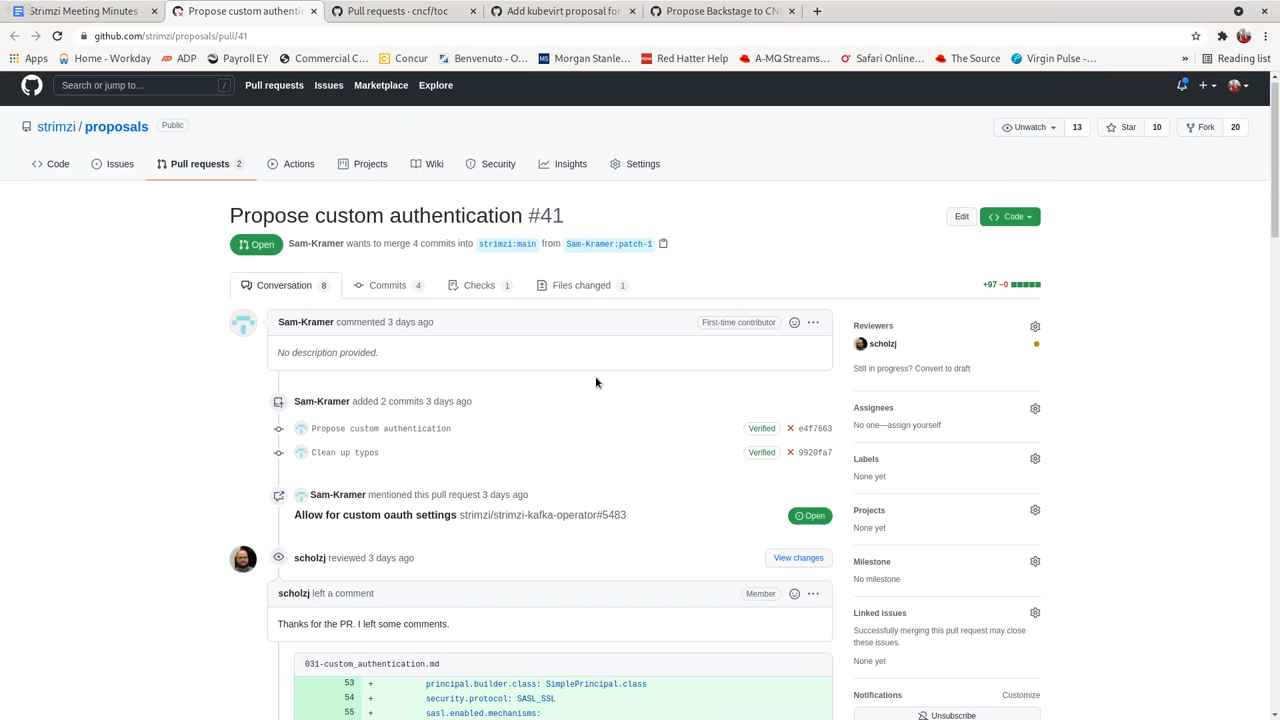 Strimzi Meeting Minutes -
Propose custom authentic
Pull requests · cncf/toc
Add kubevirt proposal for
Propose Backstage to CNC
github.com/strimzi/proposals/pull/41
Apps
Home - Workday
ADP
Payroll EY
Commercial C...
Concur
Benvenuto - O...
Morgan Stanle...
Red Hatter Help
A-MQ Streams...
Safari Online...
The Source
Virgin Pulse -...
»
Reading list
Search or jump to...
/
Pull requests
Issues
Marketplace
Explore
strimzi / proposals
Public
Unwatch
13
Star
10
Fork
20
Code
Issues
Pull requests 2
Actions
Projects
Wiki
Security
Insights
Settings
Propose custom authentication #41
Edit
Code
Open
Sam-Kramer wants to merge 4 commits into strimzi:main from Sam-Kramer:patch-1
Conversation 8
Commits 4
Checks 1
Files changed 1
+97 −0
Sam-Kramer commented 3 days ago
First-time contributor
No description provided.
Sam-Kramer added 2 commits 3 days ago
Propose custom authentication
Verified
e4f7663
Clean up typos
Verified
9920fa7
Sam-Kramer mentioned this pull request 3 days ago
Allow for custom oauth settings strimzi/strimzi-kafka-operator#5483
Open
scholzj reviewed 3 days ago
View changes
scholzj left a comment
Member
Thanks for the PR. I left some comments.
031-custom_authentication.md
53 + principal.builder.class: SimplePrincipal.class
54 + security.protocol: SASL_SSL
55 + sasl.enabled.mechanisms:
Reviewers
scholzj
Still in progress? Convert to draft
Assignees
No one—assign yourself
Labels
None yet
Projects
None yet
Milestone
No milestone
Linked issues
Successfully merging this pull request may close
these issues.
None yet
Notifications
Customize
Unsubscribe